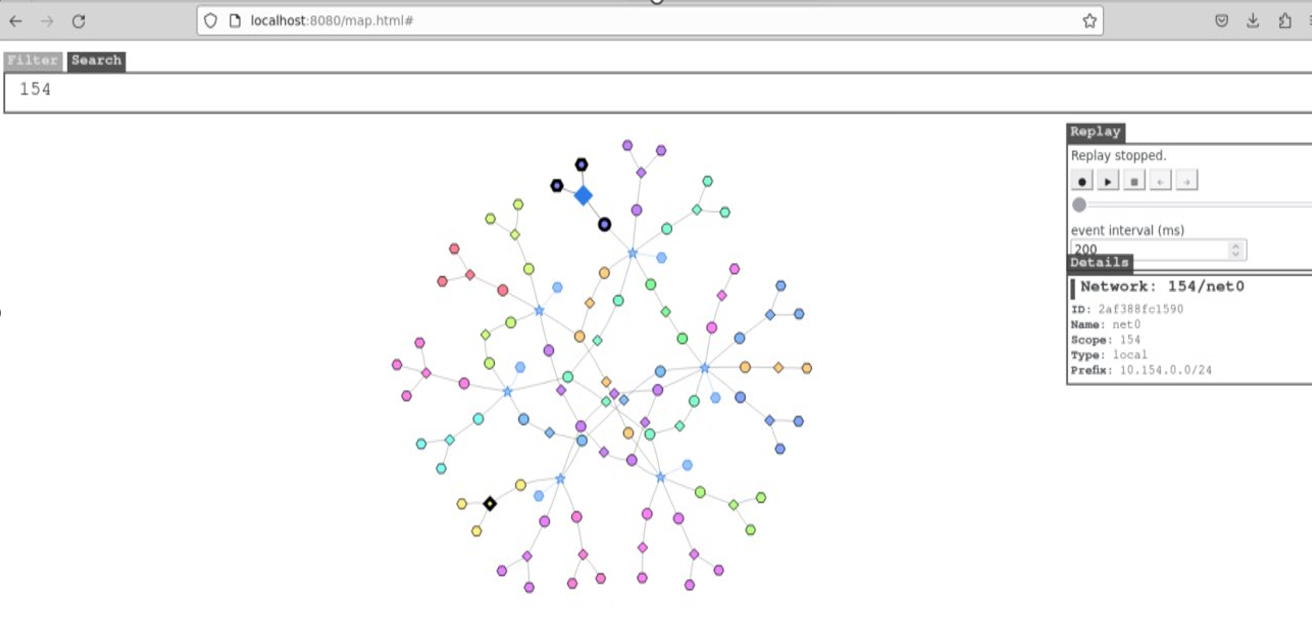 localhost:8080/map.html#
Filter Search
154
Replay
Replay stopped.
event interval (ms)
200
Details
Network: 154/net0
ID: 2af388fc1590
Name: net0
Scope: 154
Type: local
Prefix: 10.154.0.0/24